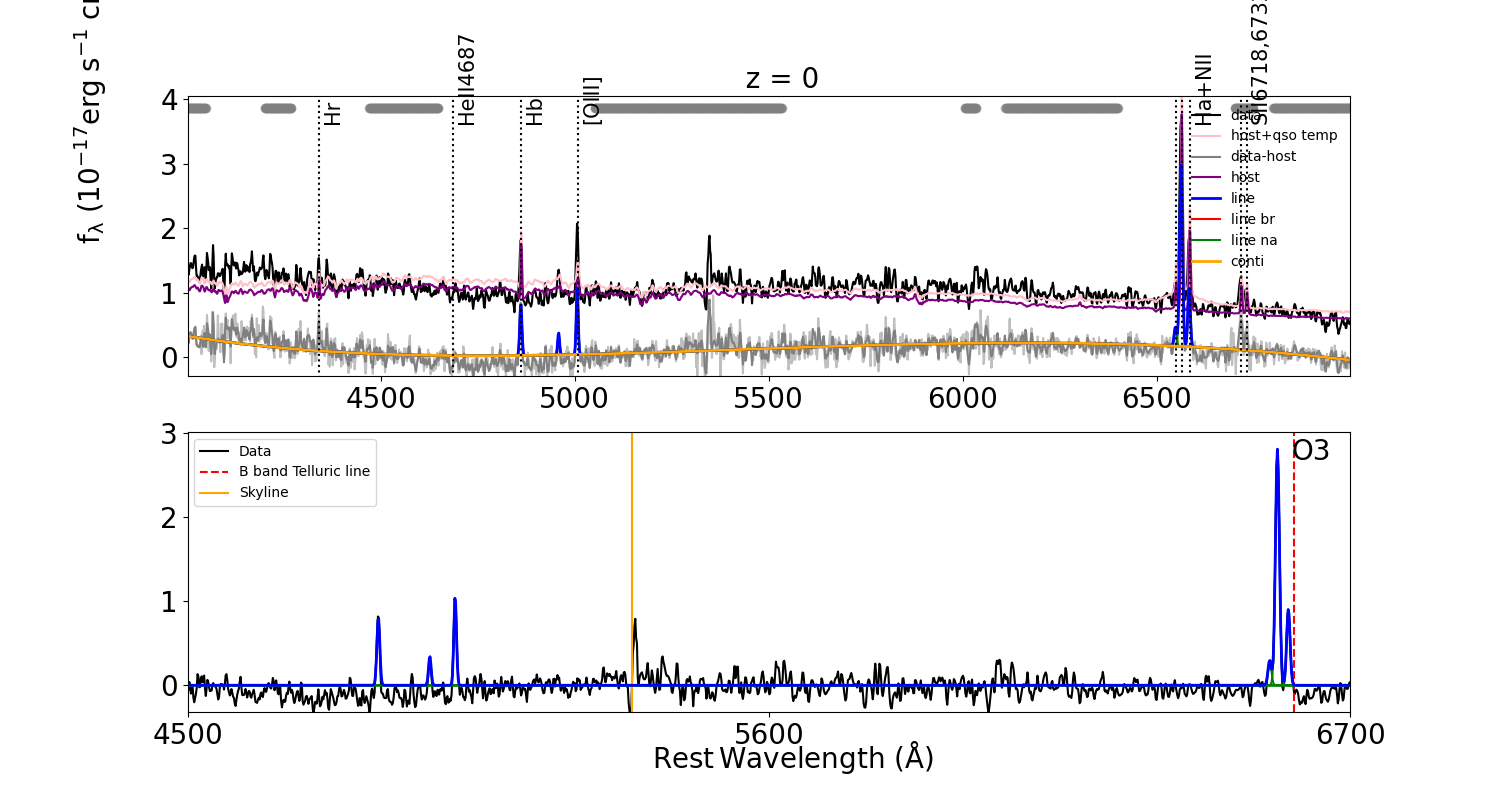 z = 0
f_λ (10^−17 erg s^−1
Hr
HeII4687
Hb
[OIII]
Ha+NII
SII6718,673
data
host+qso temp
data-host
host
line
line br
line na
conti
4
3
2
1
0
4500 5000 5500 6000 6500
Data
B band Telluric line
Skyline
O3
3
2
1
0
4500 5600 6700
Rest Wavelength (Å)